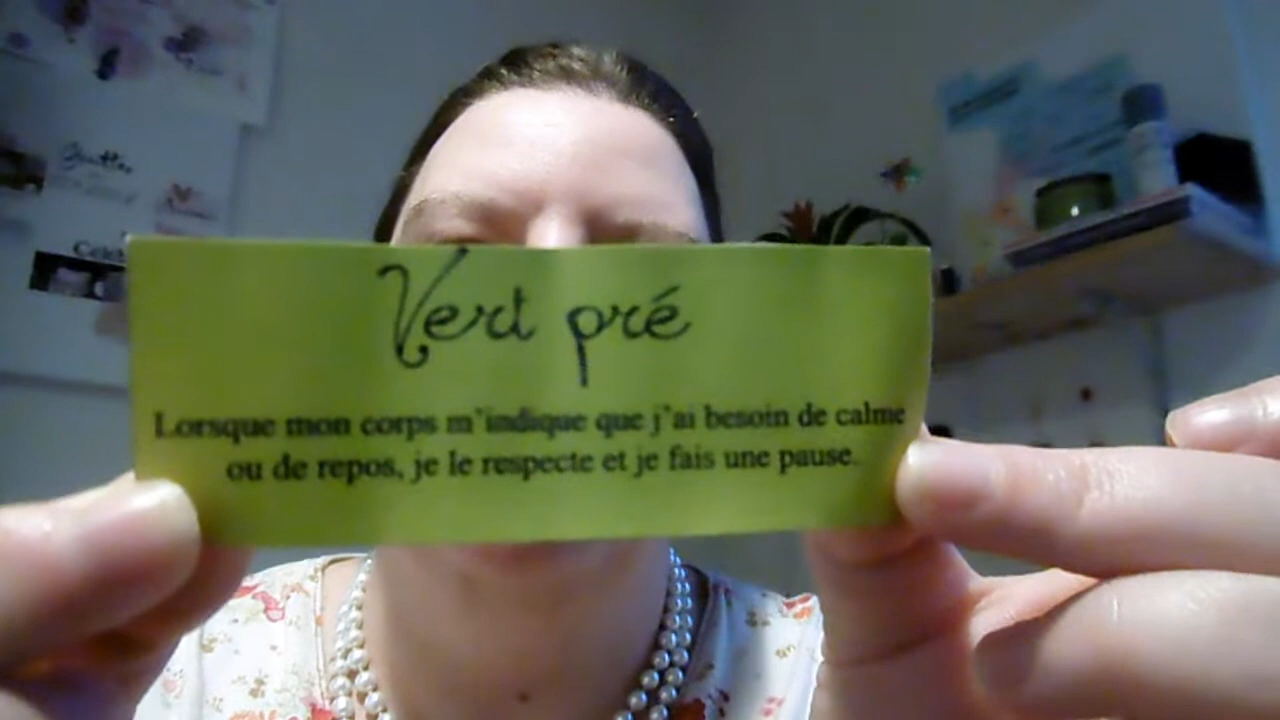 Vert pré
Lorsque mon corps m'indique que j'ai besoin de calme
ou de repos, je le respecte et je fais une pause.